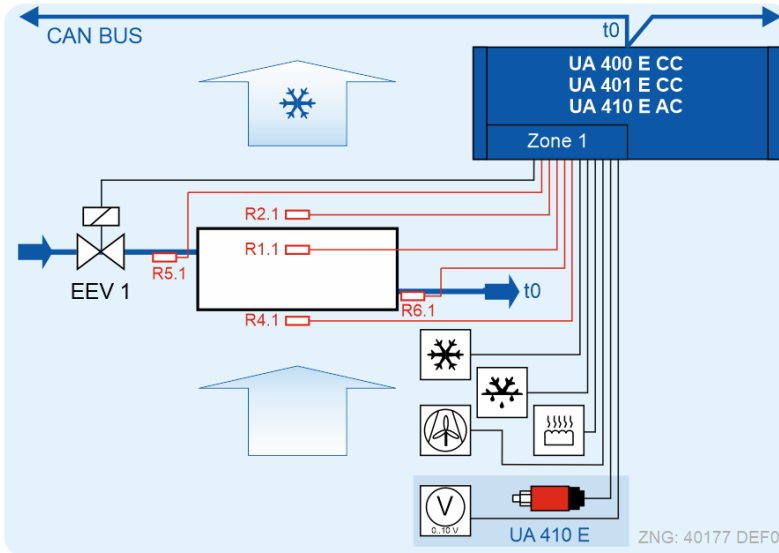 CAN BUS
t0
UA 400 E CC
UA 401 E CC
UA 410 E AC
Zone 1
R2.1
R1.1
R5.1
EEV 1
R6.1
t0
R4.1
V
0..10 V
UA 410 E
ZNG: 40177 DEF0